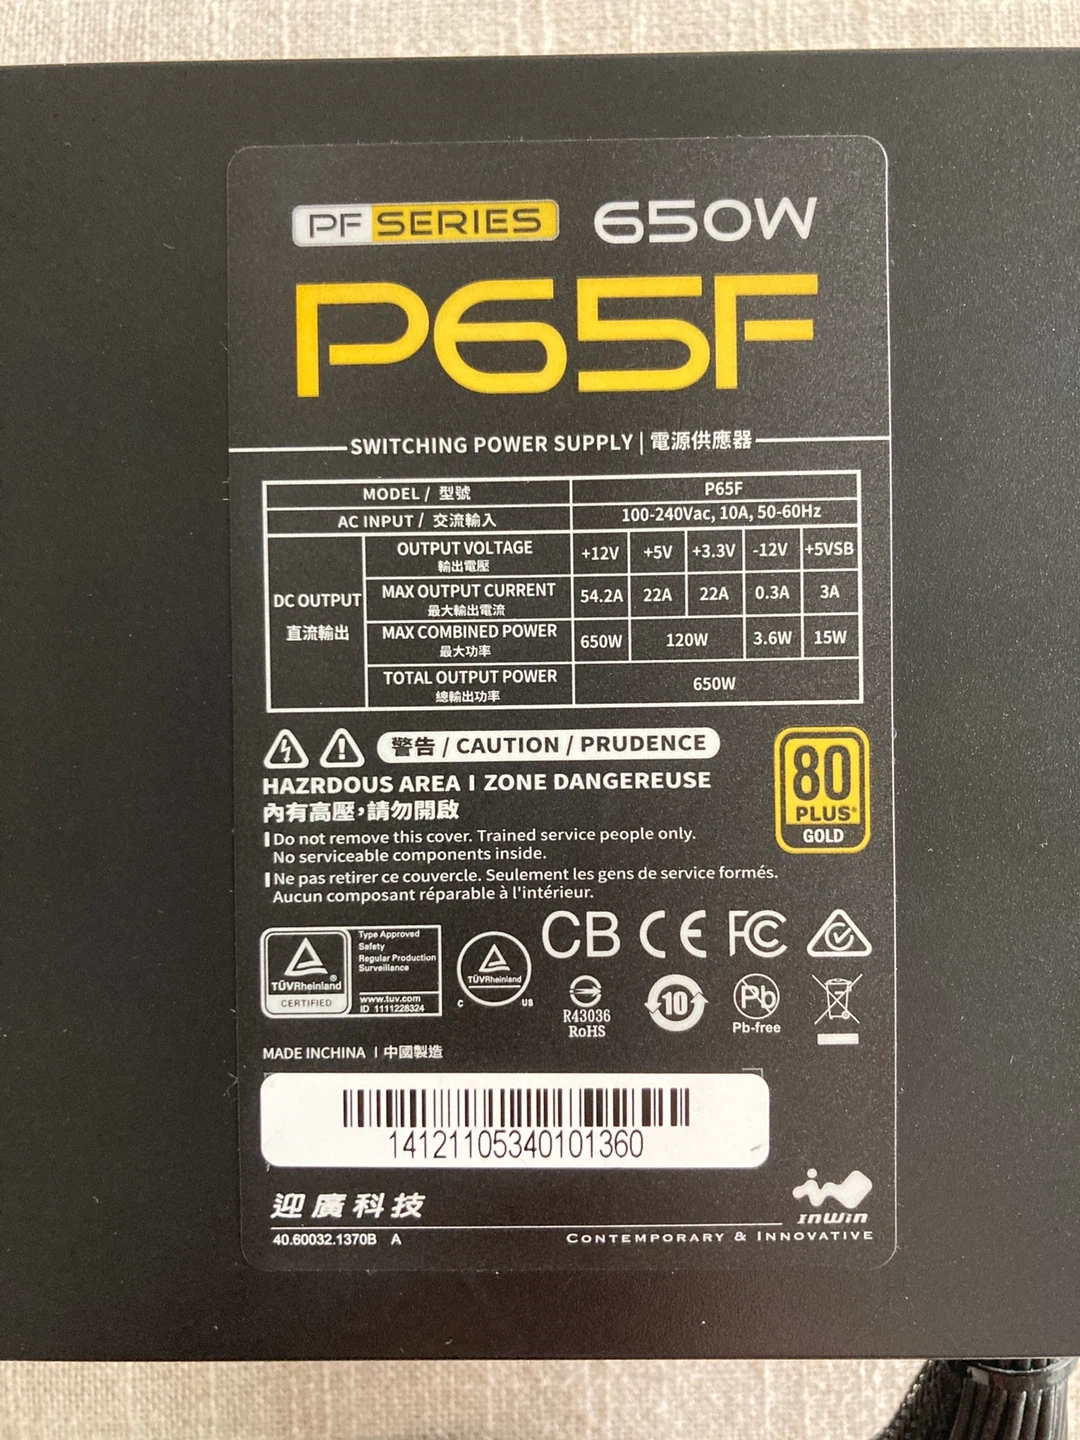 PF SERIES 650W
P65F
SWITCHING POWER SUPPLY | 電源供應器
MODEL / 型號 P65F
AC INPUT / 交流輸入 100-240Vac, 10A, 50-60Hz
DC OUTPUT
直流輸出
OUTPUT VOLTAGE
輸出電壓
+12V +5V +3.3V -12V +5VSB
MAX OUTPUT CURRENT
最大輸出電流
54.2A 22A 22A 0.3A 3A
MAX COMBINED POWER
最大功率
650W 120W 3.6W 15W
TOTAL OUTPUT POWER
總輸出功率
650W
警告 / CAUTION / PRUDENCE
HAZRDOUS AREA I ZONE DANGEREUSE
內有高壓,請勿開啟
Do not remove this cover. Trained service people only.
No serviceable components inside.
Ne pas retirer ce couvercle. Seulement les gens de service formés.
Aucun composant réparable à l'intérieur.
80
PLUS®
GOLD
TÜVRheinland®
CERTIFIED
Type Approved
Safety
Regular Production
Surveillance
www.tuv.com
ID 1111228324
TÜVRheinland
C US
CB CE FC
R43036
RoHS
10
Pb
Pb-free
MADE INCHINA | 中國製造
14121105340101360
迎廣科技
40.60032.1370B A
InWin
CONTEMPORARY & INNOVATIVE